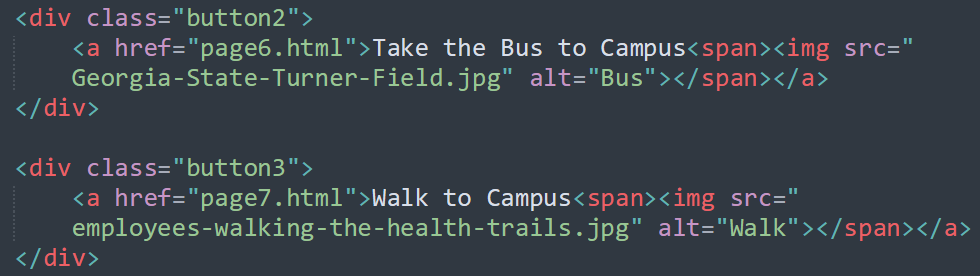 <div class="button2">
<a href="page6.html">Take the Bus to Campus<span><img src="
Georgia-State-Turner-Field.jpg" alt="Bus"></span></a>
</div>
<div class="button3">
<a href="page7.html">Walk to Campus<span><img src="
employees-walking-the-health-trails.jpg" alt="Walk"></span></a>
</div>